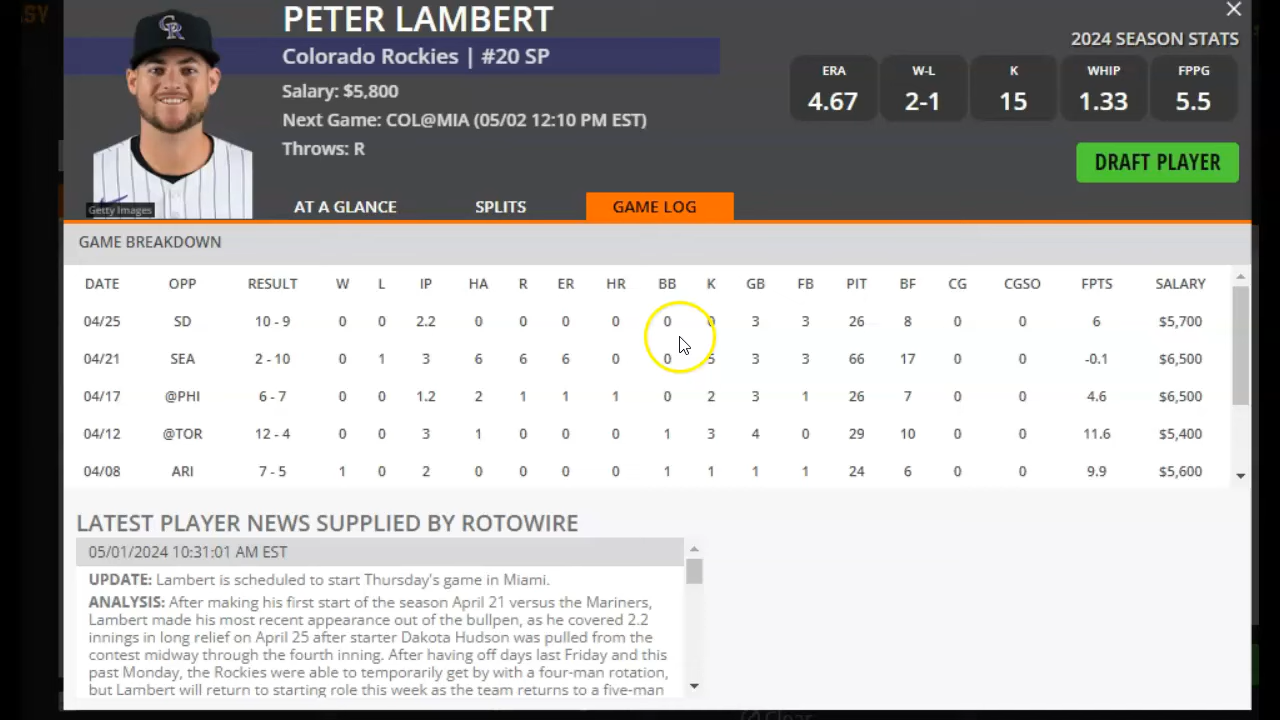 PETER LAMBERT
Colorado Rockies | #20 SP
Salary: $5,800
Next Game: COL@MIA (05/02 12:10 PM EST)
Throws: R
2024 SEASON STATS
ERA W-L K WHIP FPPG
4.67 2-1 15 1.33 5.5
DRAFT PLAYER
CR
Getty Images
AT A GLANCE SPLITS GAME LOG
GAME BREAKDOWN
DATE OPP RESULT W L IP HA R ER HR BB K GB FB PIT BF CG CGSO FPTS SALARY
04/25 SD 10 - 9 0 0 2.2 0 0 0 0 0 0 3 3 26 8 0 0 6 $5,700
04/21 SEA 2 - 10 0 1 3 6 6 6 0 0 5 3 3 66 17 0 0 -0.1 $6,500
04/17 @PHI 6 - 7 0 0 1.2 2 1 1 1 0 2 3 1 26 7 0 0 4.6 $6,500
04/12 @TOR 12 - 4 0 0 3 1 0 0 0 1 3 4 0 29 10 0 0 11.6 $5,400
04/08 ARI 7 - 5 1 0 2 0 0 0 0 1 1 1 1 24 6 0 0 9.9 $5,600
LATEST PLAYER NEWS SUPPLIED BY ROTOWIRE
05/01/2024 10:31:01 AM EST
UPDATE: Lambert is scheduled to start Thursday's game in Miami.
ANALYSIS: After making his first start of the season April 21 versus the Mariners,
Lambert made his most recent appearance out of the bullpen, as he covered 2.2
innings in long relief on April 25 after starter Dakota Hudson was pulled from the
contest midway through the fourth inning. After having off days last Friday and this
past Monday, the Rockies were able to temporarily get by with a four-man rotation,
but Lambert will return to starting role this week as the team returns to a five-man